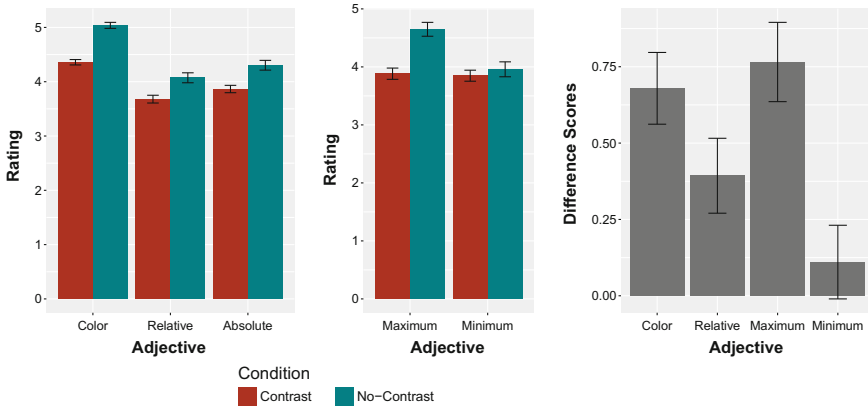 Rating
5
4
3
2
1
0
Color Relative Absolute
Adjective
Rating
5
4
3
2
1
0
Maximum Minimum
Adjective
Difference Scores
0.75
0.50
0.25
0.00
Color Relative Maximum Minimum
Adjective
Condition
Contrast No−Contrast